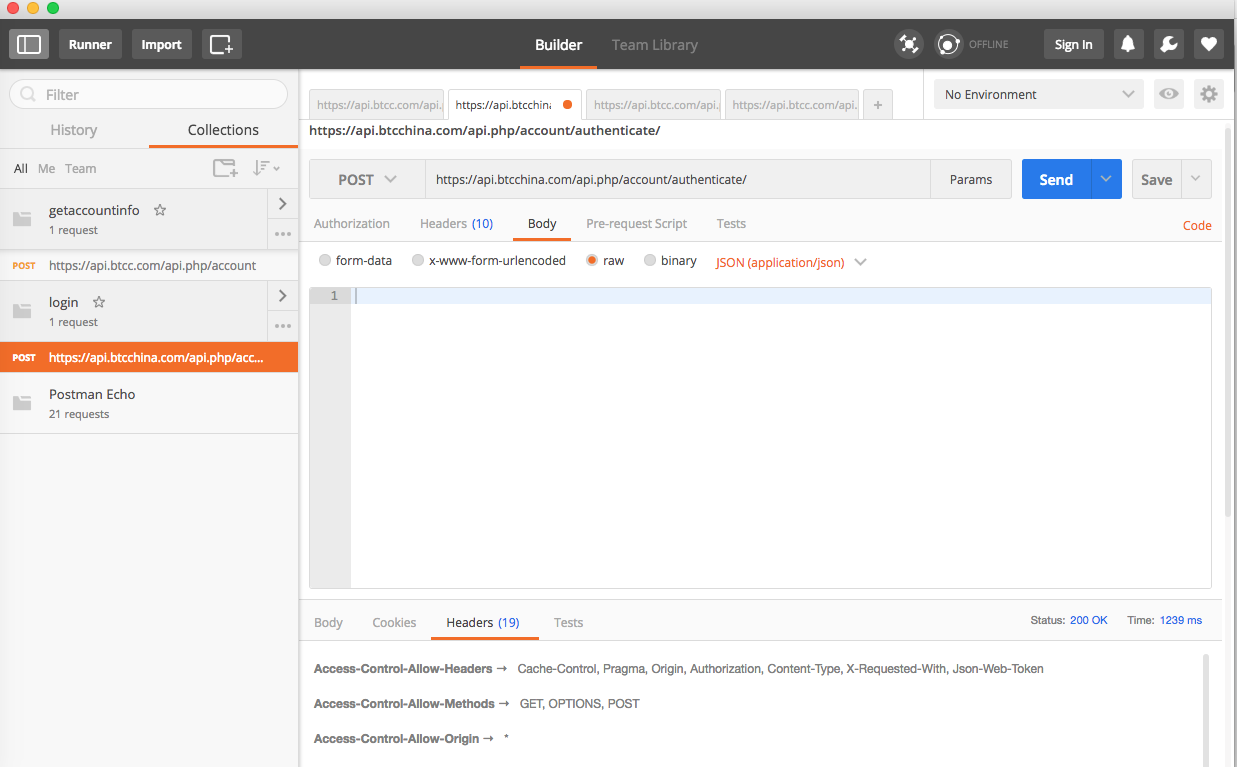 Runner Import Builder Team Library OFFLINE Sign In
Filter
History Collections
All Me Team
getaccountinfo
1 request
POST https://api.btcc.com/api.php/account
login
1 request
POST https://api.btcchina.com/api.php/acc...
Postman Echo
21 requests
https://api.btcc.com/api. https://api.btcchina https://api.btcc.com/api. https://api.btcc.com/api. + No Environment
https://api.btcchina.com/api.php/account/authenticate/
POST https://api.btcchina.com/api.php/account/authenticate/ Params Send Save
Authorization Headers (10) Body Pre-request Script Tests Code
form-data x-www-form-urlencoded raw binary JSON (application/json)
1
Body Cookies Headers (19) Tests Status: 200 OK Time: 1239 ms
Access-Control-Allow-Headers → Cache-Control, Pragma, Origin, Authorization, Content-Type, X-Requested-With, Json-Web-Token
Access-Control-Allow-Methods → GET, OPTIONS, POST
Access-Control-Allow-Origin → *